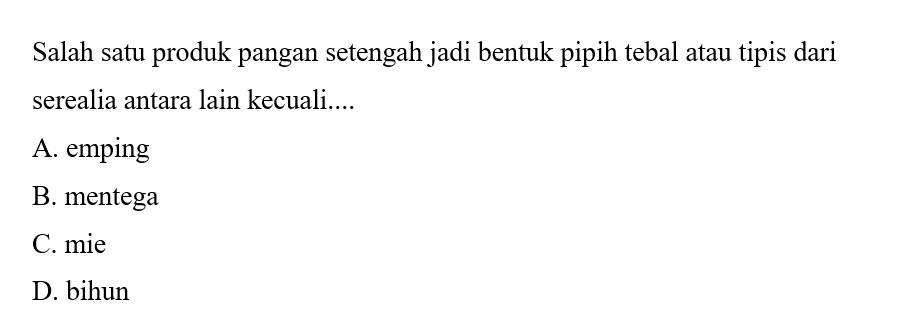 Salah satu produk pangan setengah jadi bentuk pipih tebal atau tipis dari
serealia antara lain kecuali....
A. emping
B. mentega
C. mie
D. bihun